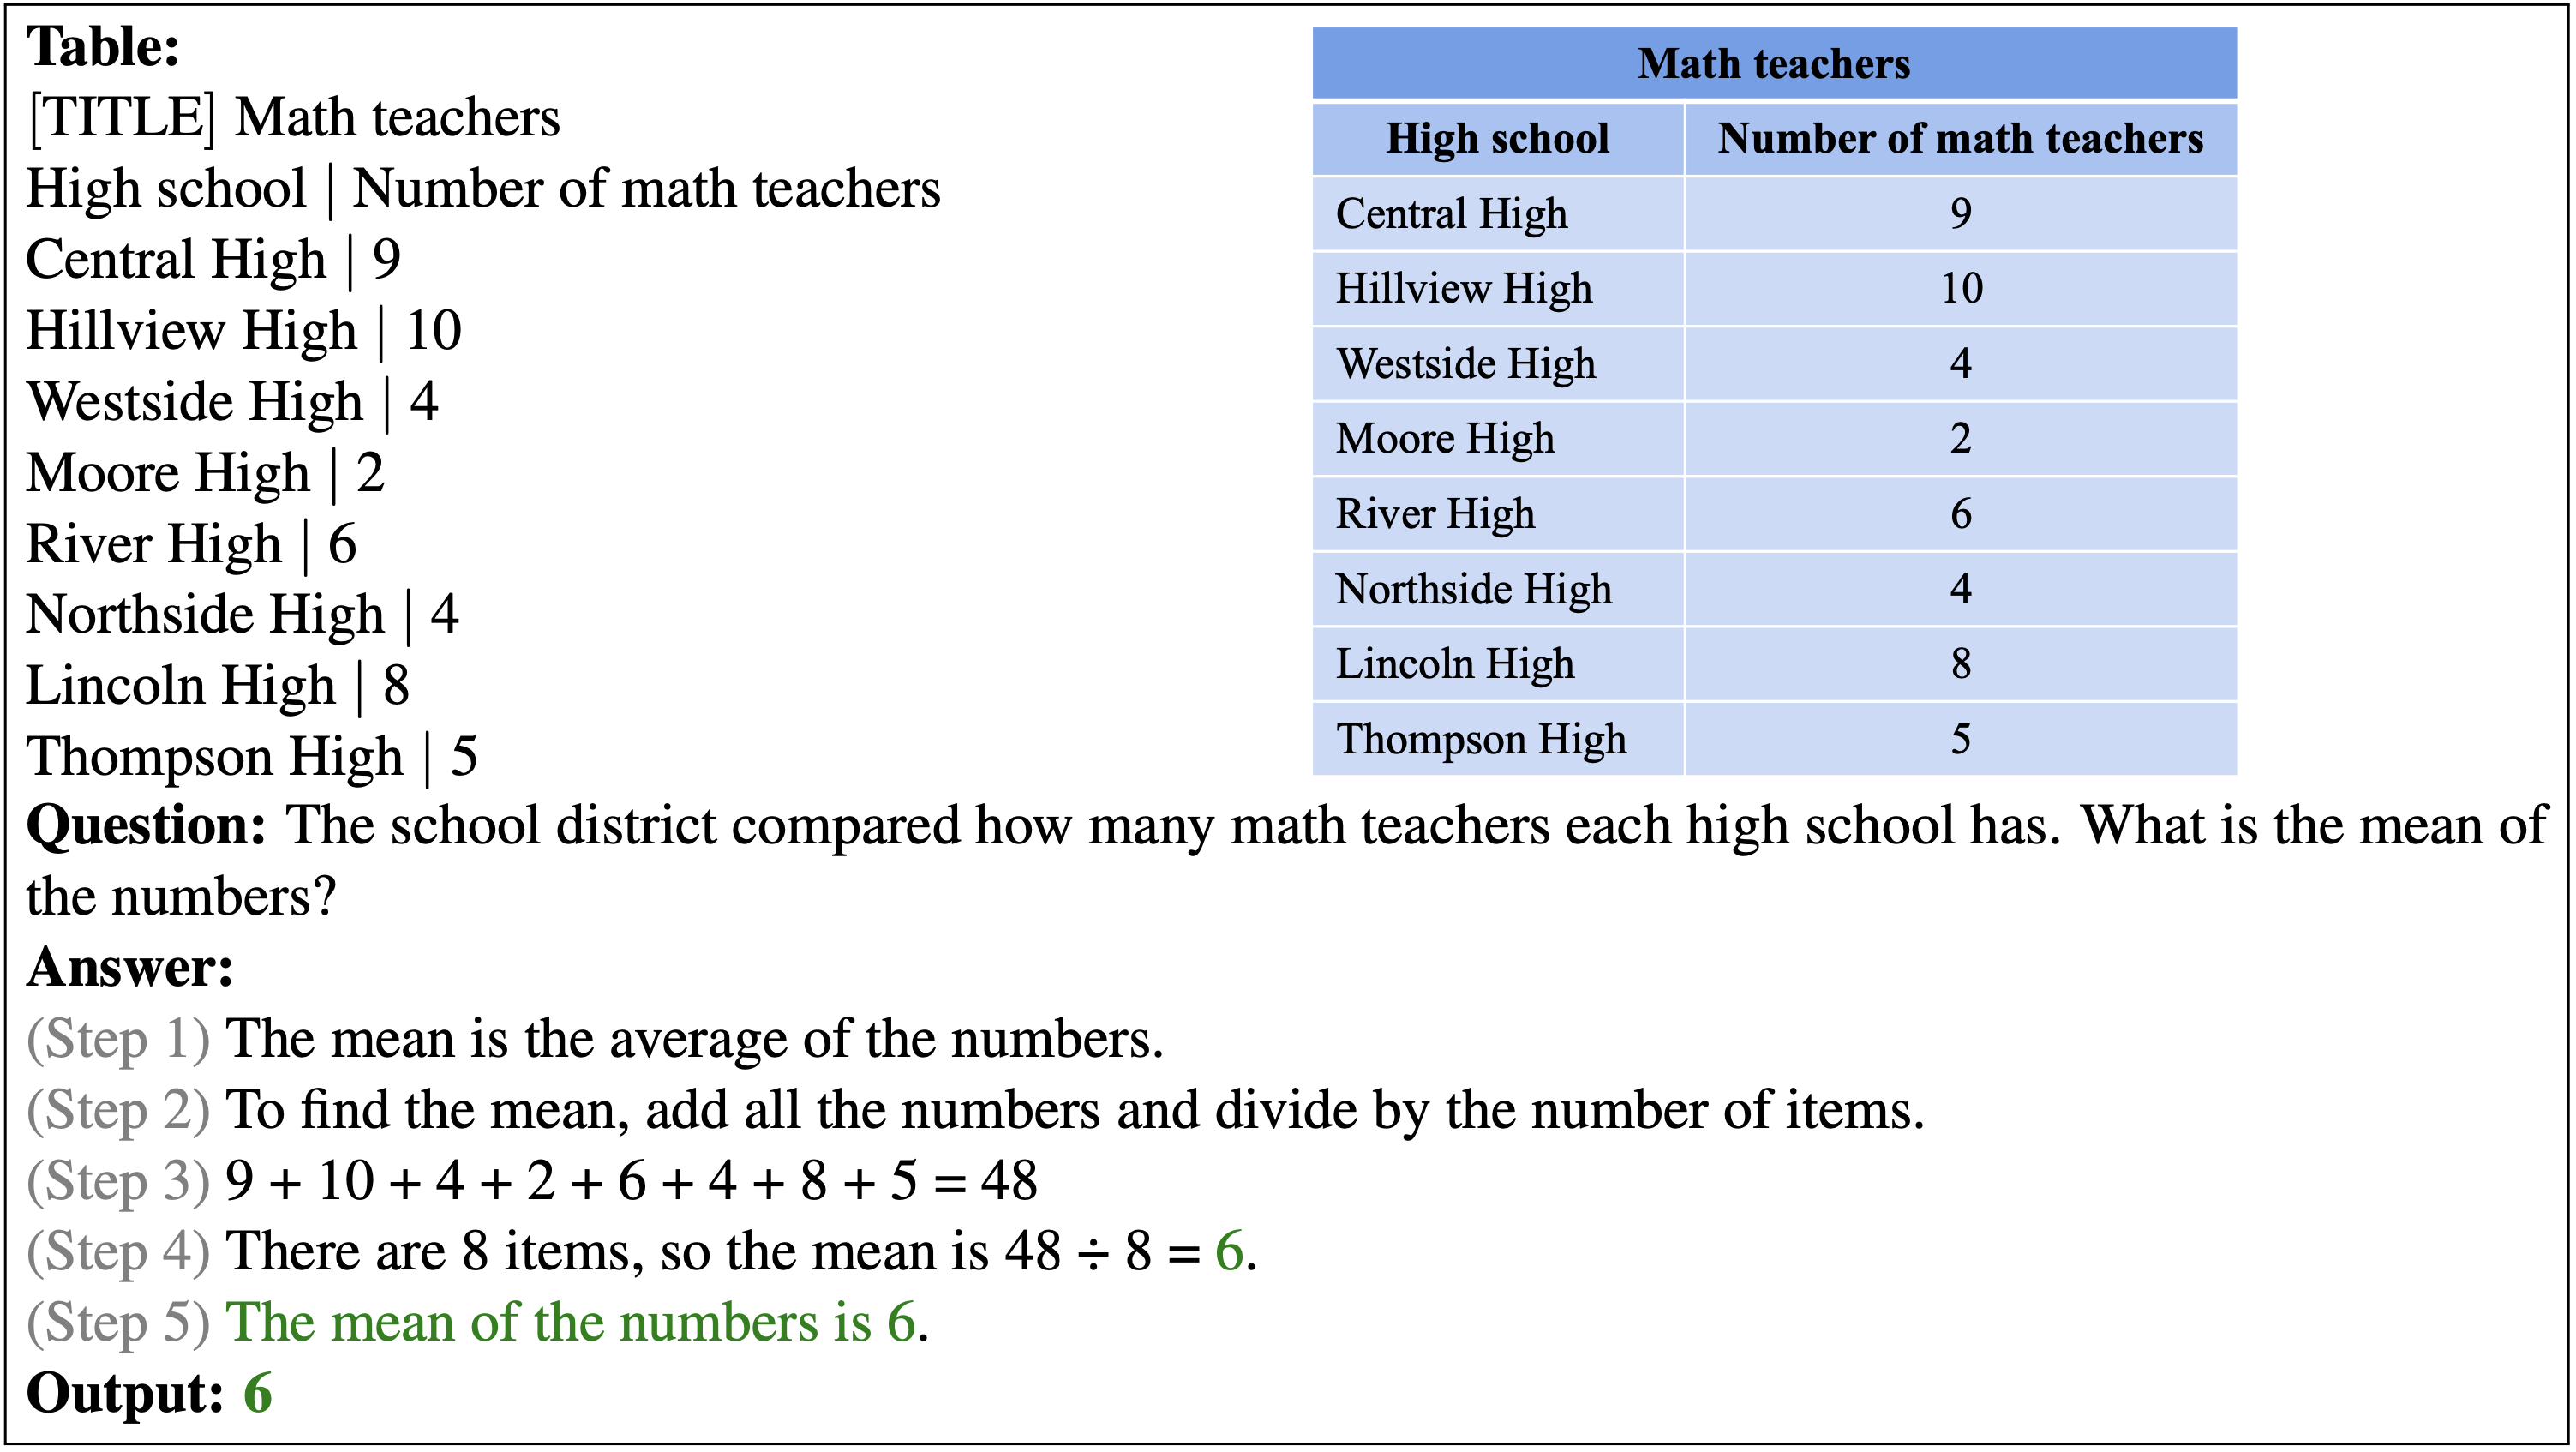 Table:
[TITLE] Math teachers
High school | Number of math teachers
Central High | 9
Hillview High | 10
Westside High | 4
Moore High | 2
River High | 6
Northside High | 4
Lincoln High | 8
Thompson High | 5
Math teachers
High school Number of math teachers
Central High 9
Hillview High 10
Westside High 4
Moore High 2
River High 6
Northside High 4
Lincoln High 8
Thompson High 5
Question: The school district compared how many math teachers each high school has. What is the mean of
the numbers?
Answer:
(Step 1) The mean is the average of the numbers.
(Step 2) To find the mean, add all the numbers and divide by the number of items.
(Step 3) 9 + 10 + 4 + 2 + 6 + 4 + 8 + 5 = 48
(Step 4) There are 8 items, so the mean is 48 ÷ 8 = 6.
(Step 5) The mean of the numbers is 6.
Output: 6